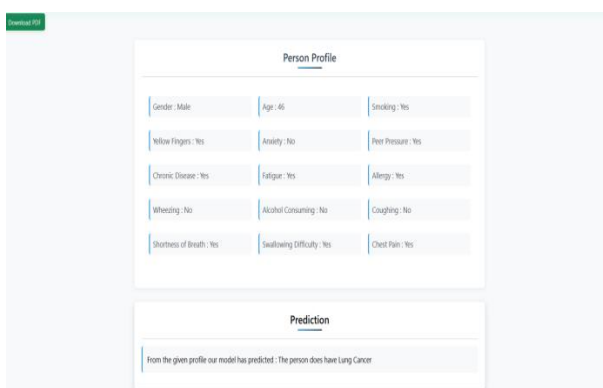 Download PDF
Person Profile
Gender : Male
Age : 46
Smoking : Yes
Yellow Fingers : Yes
Anxiety : No
Peer Pressure : Yes
Chronic Disease : Yes
Fatigue : Yes
Allergy : Yes
Wheezing : No
Alcohol Consuming : No
Coughing : No
Shortness of Breath : Yes
Swallowing Difficulty : Yes
Chest Pain : Yes
Prediction
From the given profile our model has predicted : The person does have Lung Cancer